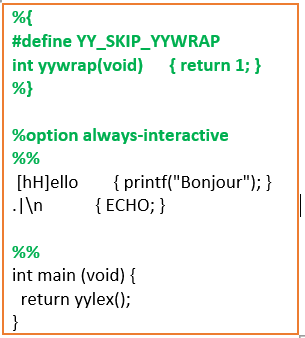 %{
#define YY_SKIP_YYWRAP
int yywrap(void) { return 1; }
%}
%option always-interactive
%%
[hH]ello { printf("Bonjour"); }
.|\n { ECHO; }
%%
int main (void) {
return yylex();
}